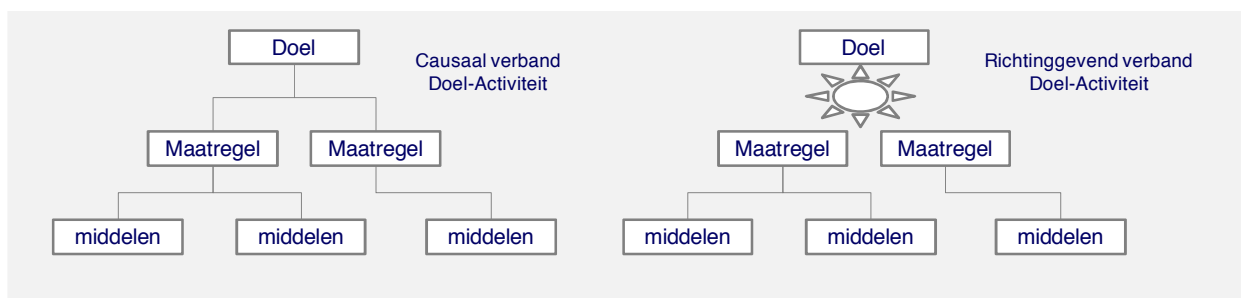 Doel
Causaal verband
Doel-Activiteit
Maatregel
Maatregel
middelen
middelen
middelen
Doel
Richtinggevend verband
Doel-Activiteit
Maatregel
Maatregel
middelen
middelen
middelen